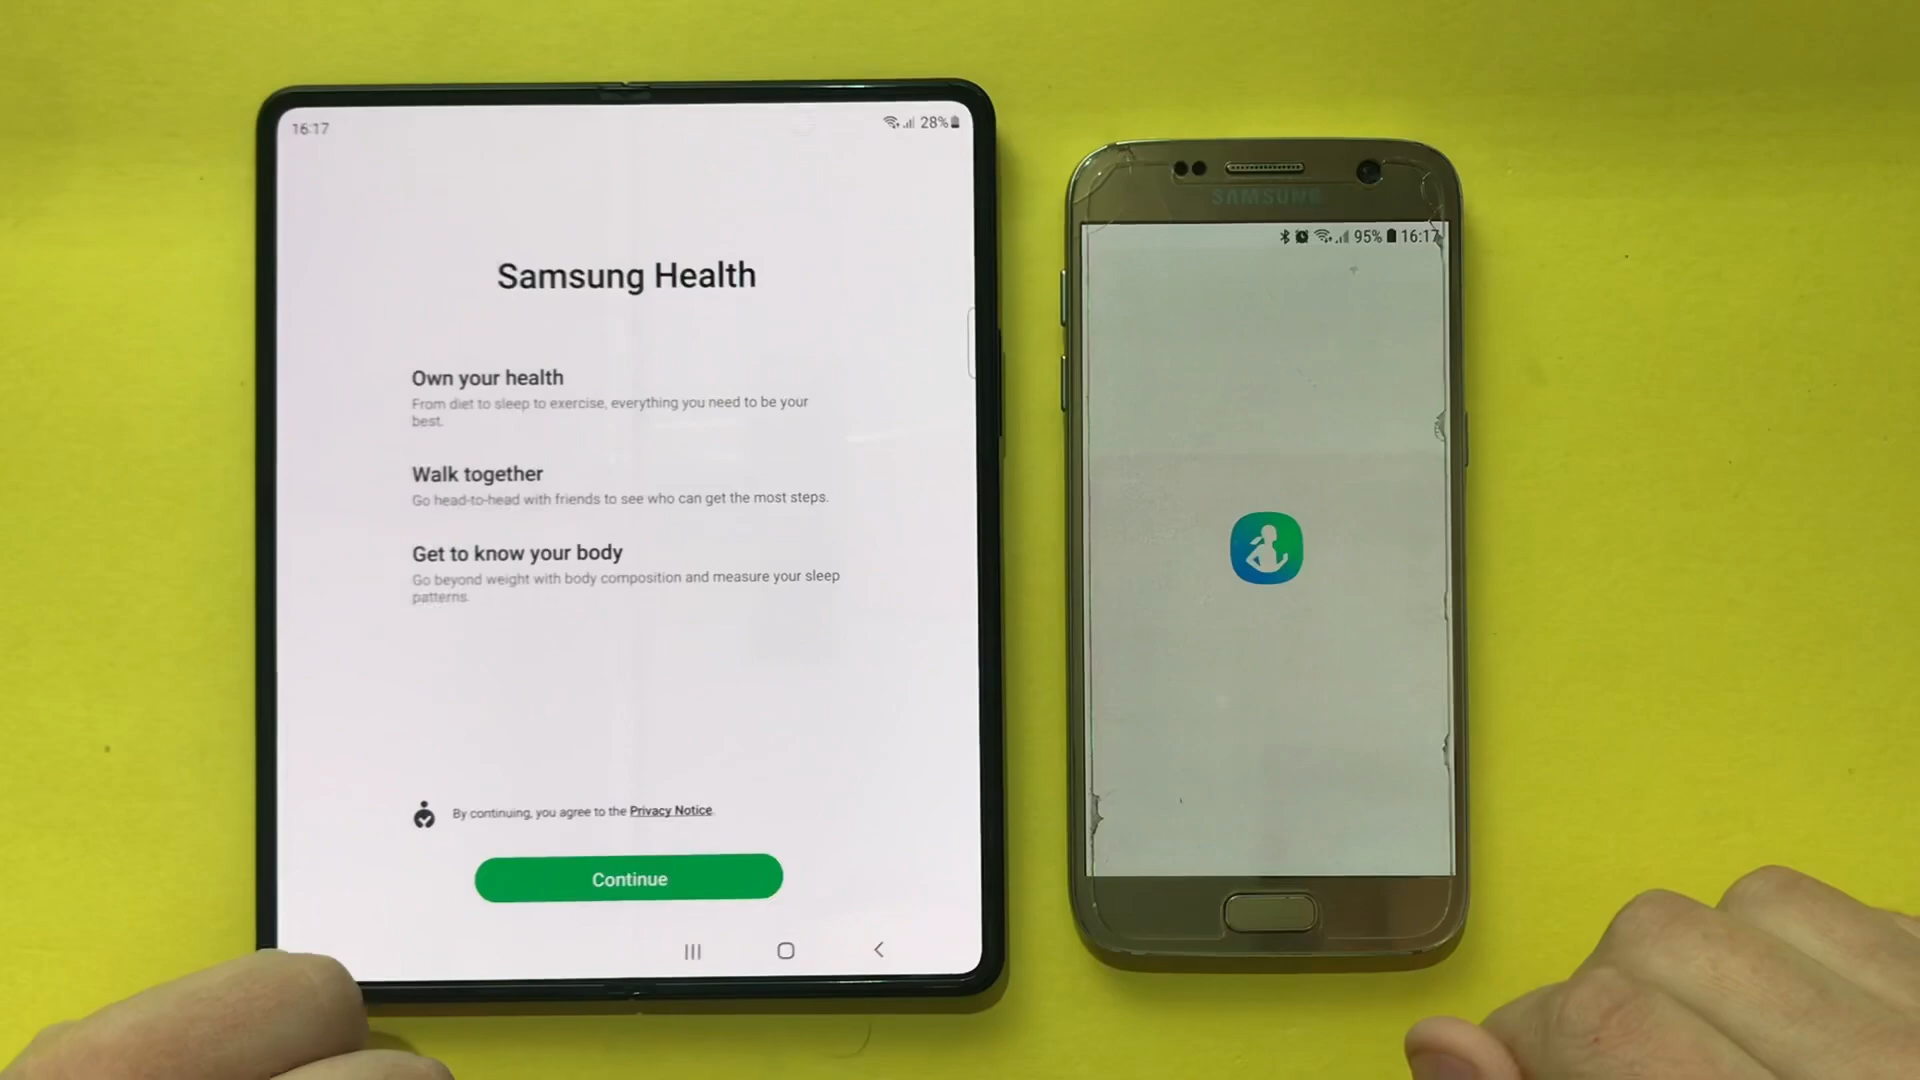 16:17
28%
Samsung Health
Own your health
From diet to sleep to exercise, everything you need to be your
best.
Walk together
Go head-to-head with friends to see who can get the most steps.
Get to know your body
Go beyond weight with body composition and measure your sleep
patterns.
By continuing, you agree to the Privacy Notice.
Continue
SAMSUNG
95% 16:17